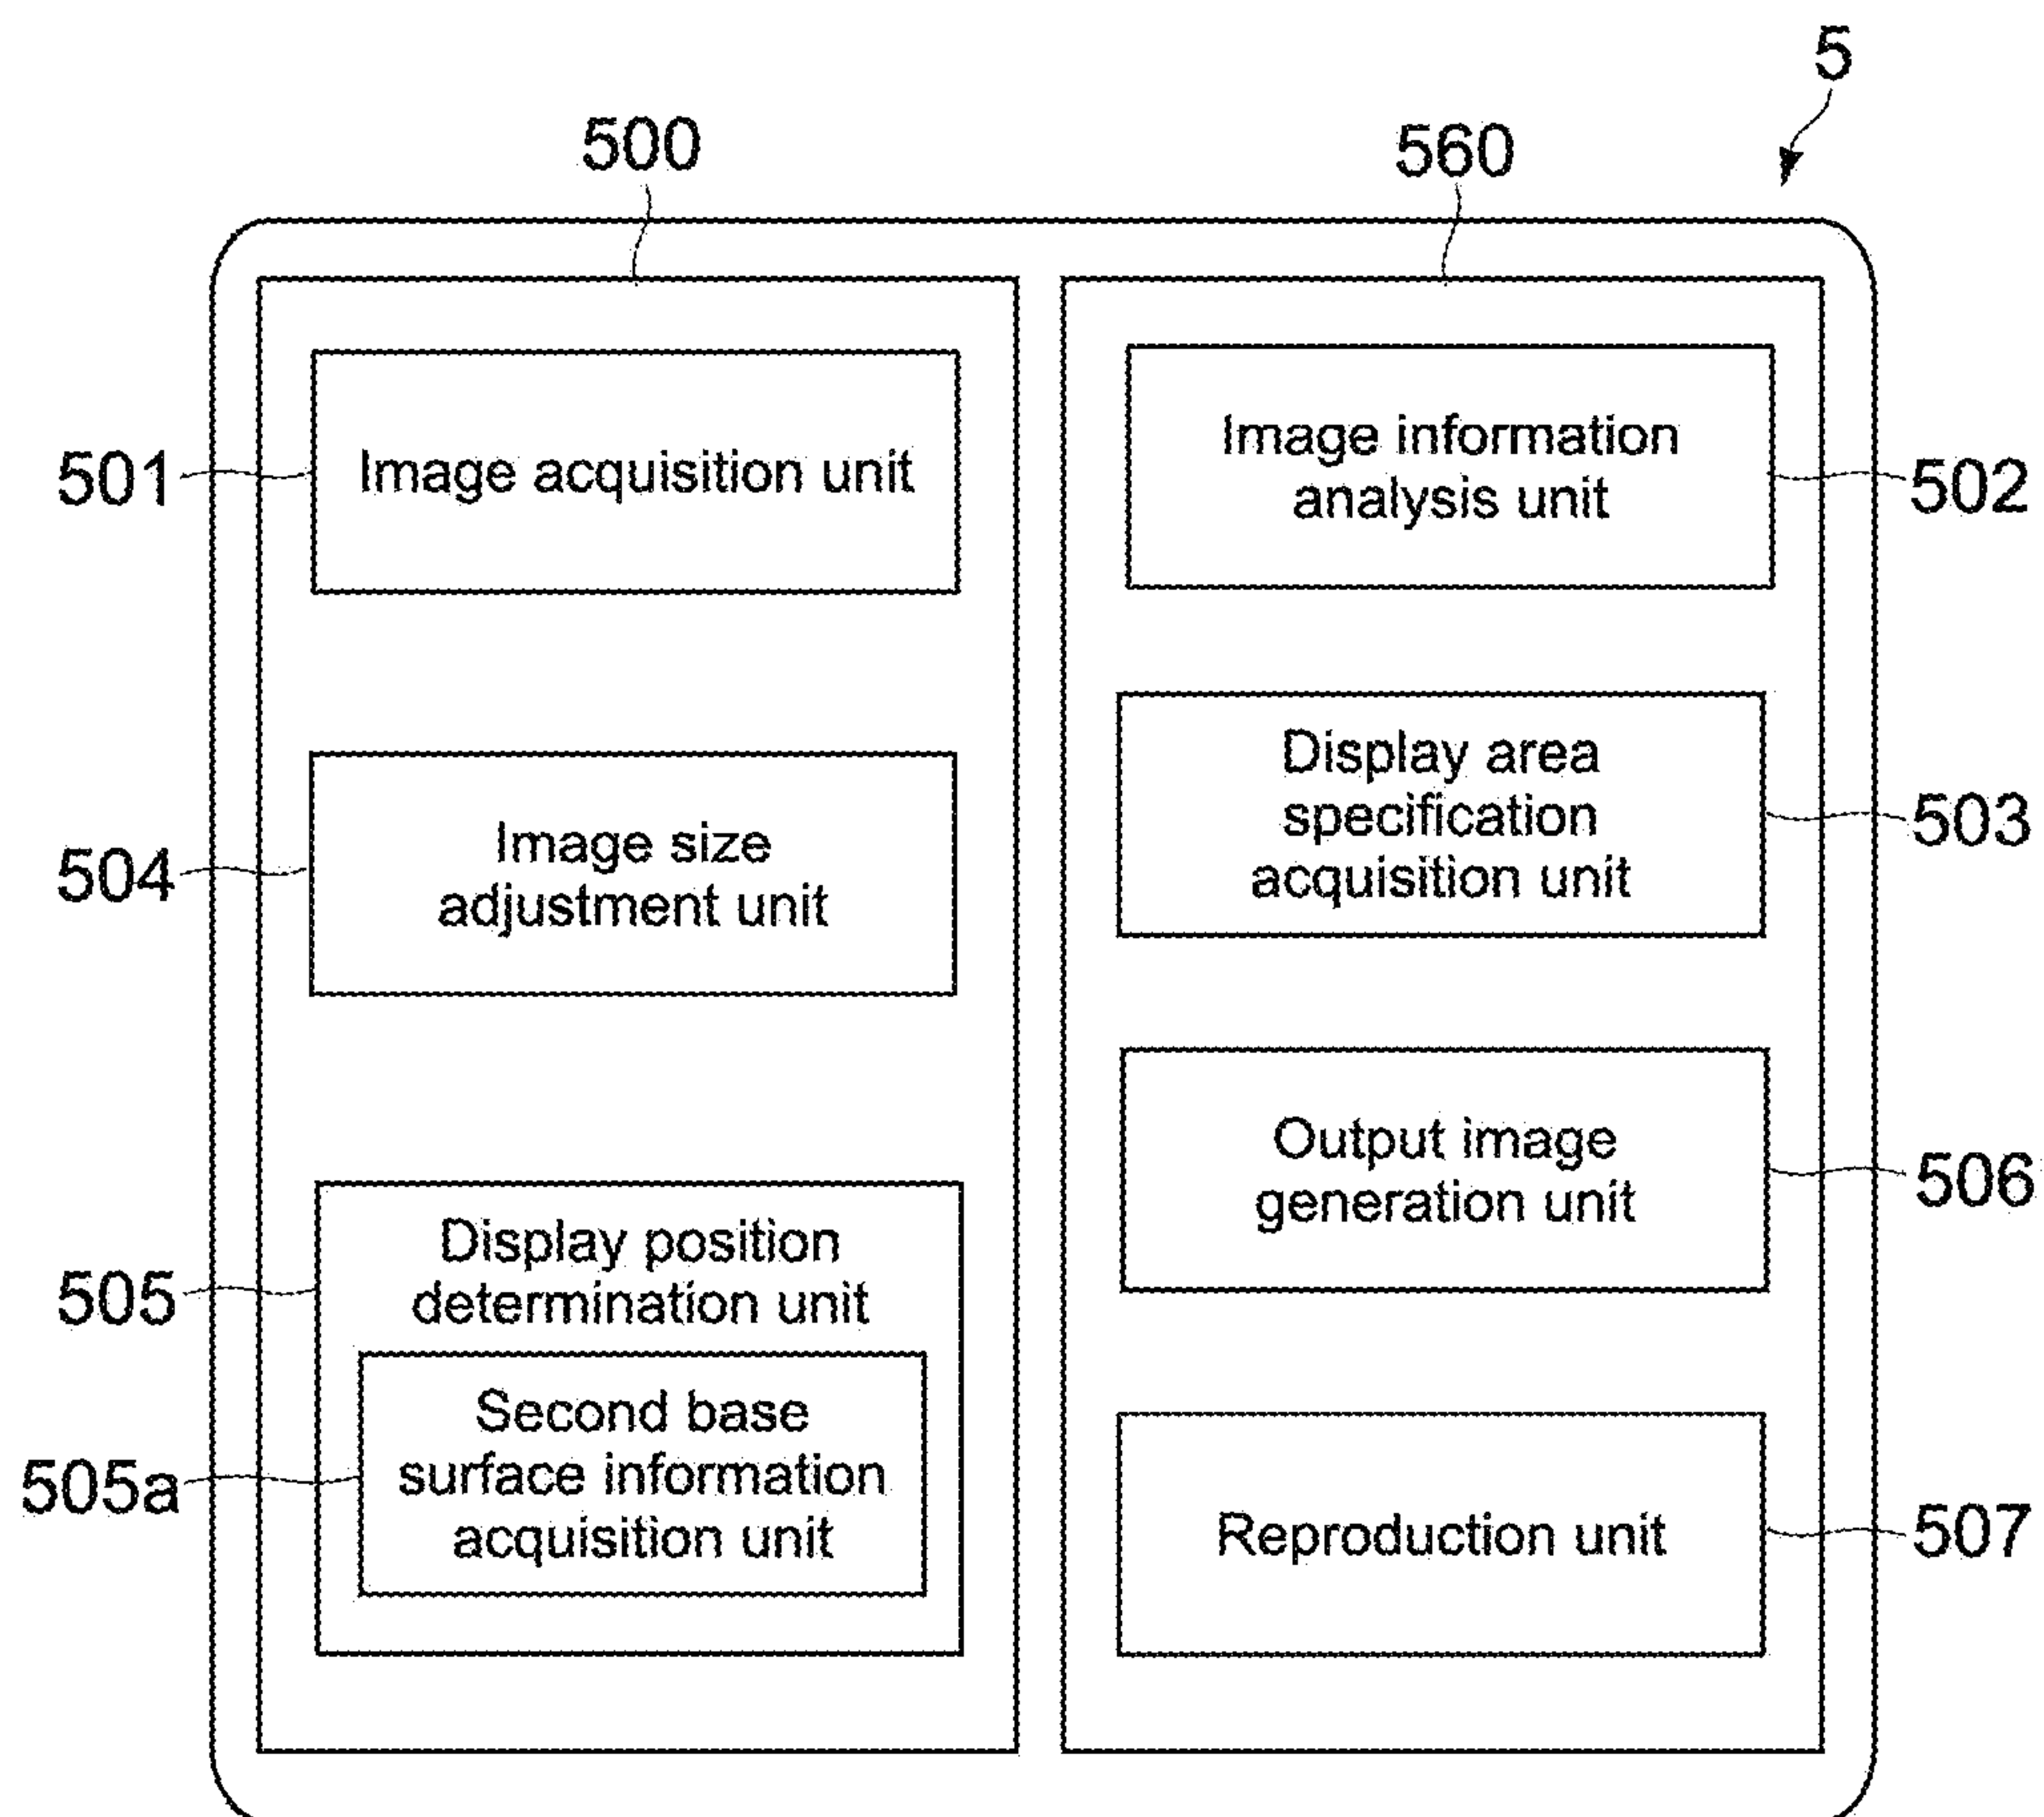 5
500
560
501
Image acquisition unit
Image information
analysis unit
502
Display area
specification
acquisition unit
503
504
Image size
adjustment unit
Output image
generation unit
506
505
Display position
determination unit
505a
Second base
surface information
acquisition unit
Reproduction unit
507